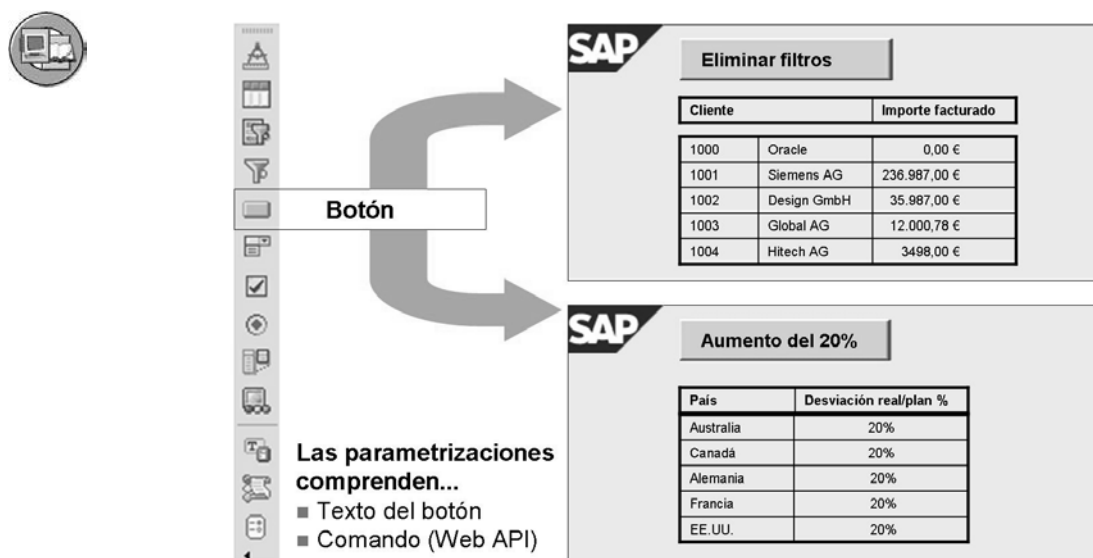 SAP
Eliminar filtros
Cliente Importe facturado
1000 Oracle 0,00 €
1001 Siemens AG 236.987,00 €
1002 Design GmbH 35.987,00 €
1003 Global AG 12.000,78 €
1004 Hitech AG 3498,00 €
Botón
SAP
Aumento del 20%
País Desviación real/plan %
Australia 20%
Canadá 20%
Alemania 20%
Francia 20%
EE.UU. 20%
Las parametrizaciones
comprenden...
■ Texto del botón
■ Comando (Web API)